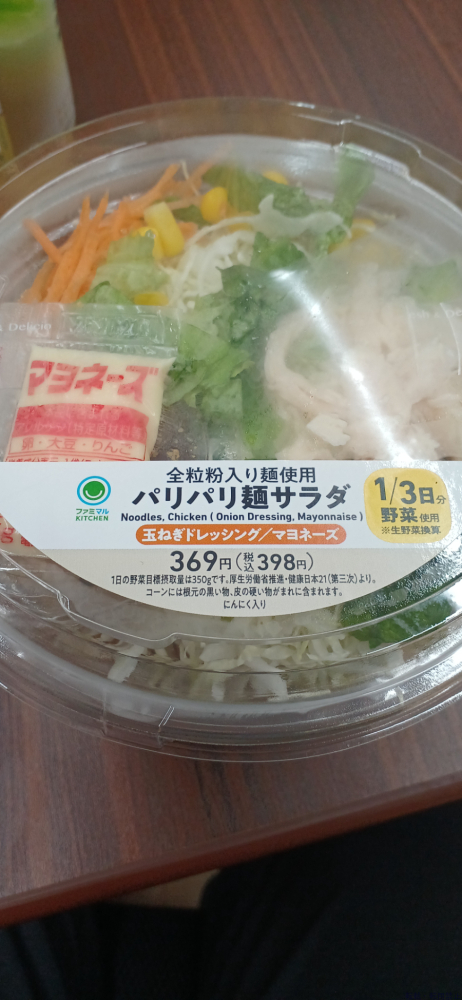 & Delicio
マヨネーズ
卵・大豆・りんご
全粒粉入り麺使用
パリパリ麺サラダ
Noodles, Chicken ( Onion Dressing, Mayonnaise )
玉ねぎドレッシング/マヨネーズ
369円(税込398円)
1日の野菜目標摂取量は350gです。厚生労働省推進・健康日本21(第三次)より。
コーンには根元の黒い物、皮の硬い物がまれに含まれます。
にんにく入り
ファミマル
KITCHEN
1/3日分
野菜使用
※生野菜換算